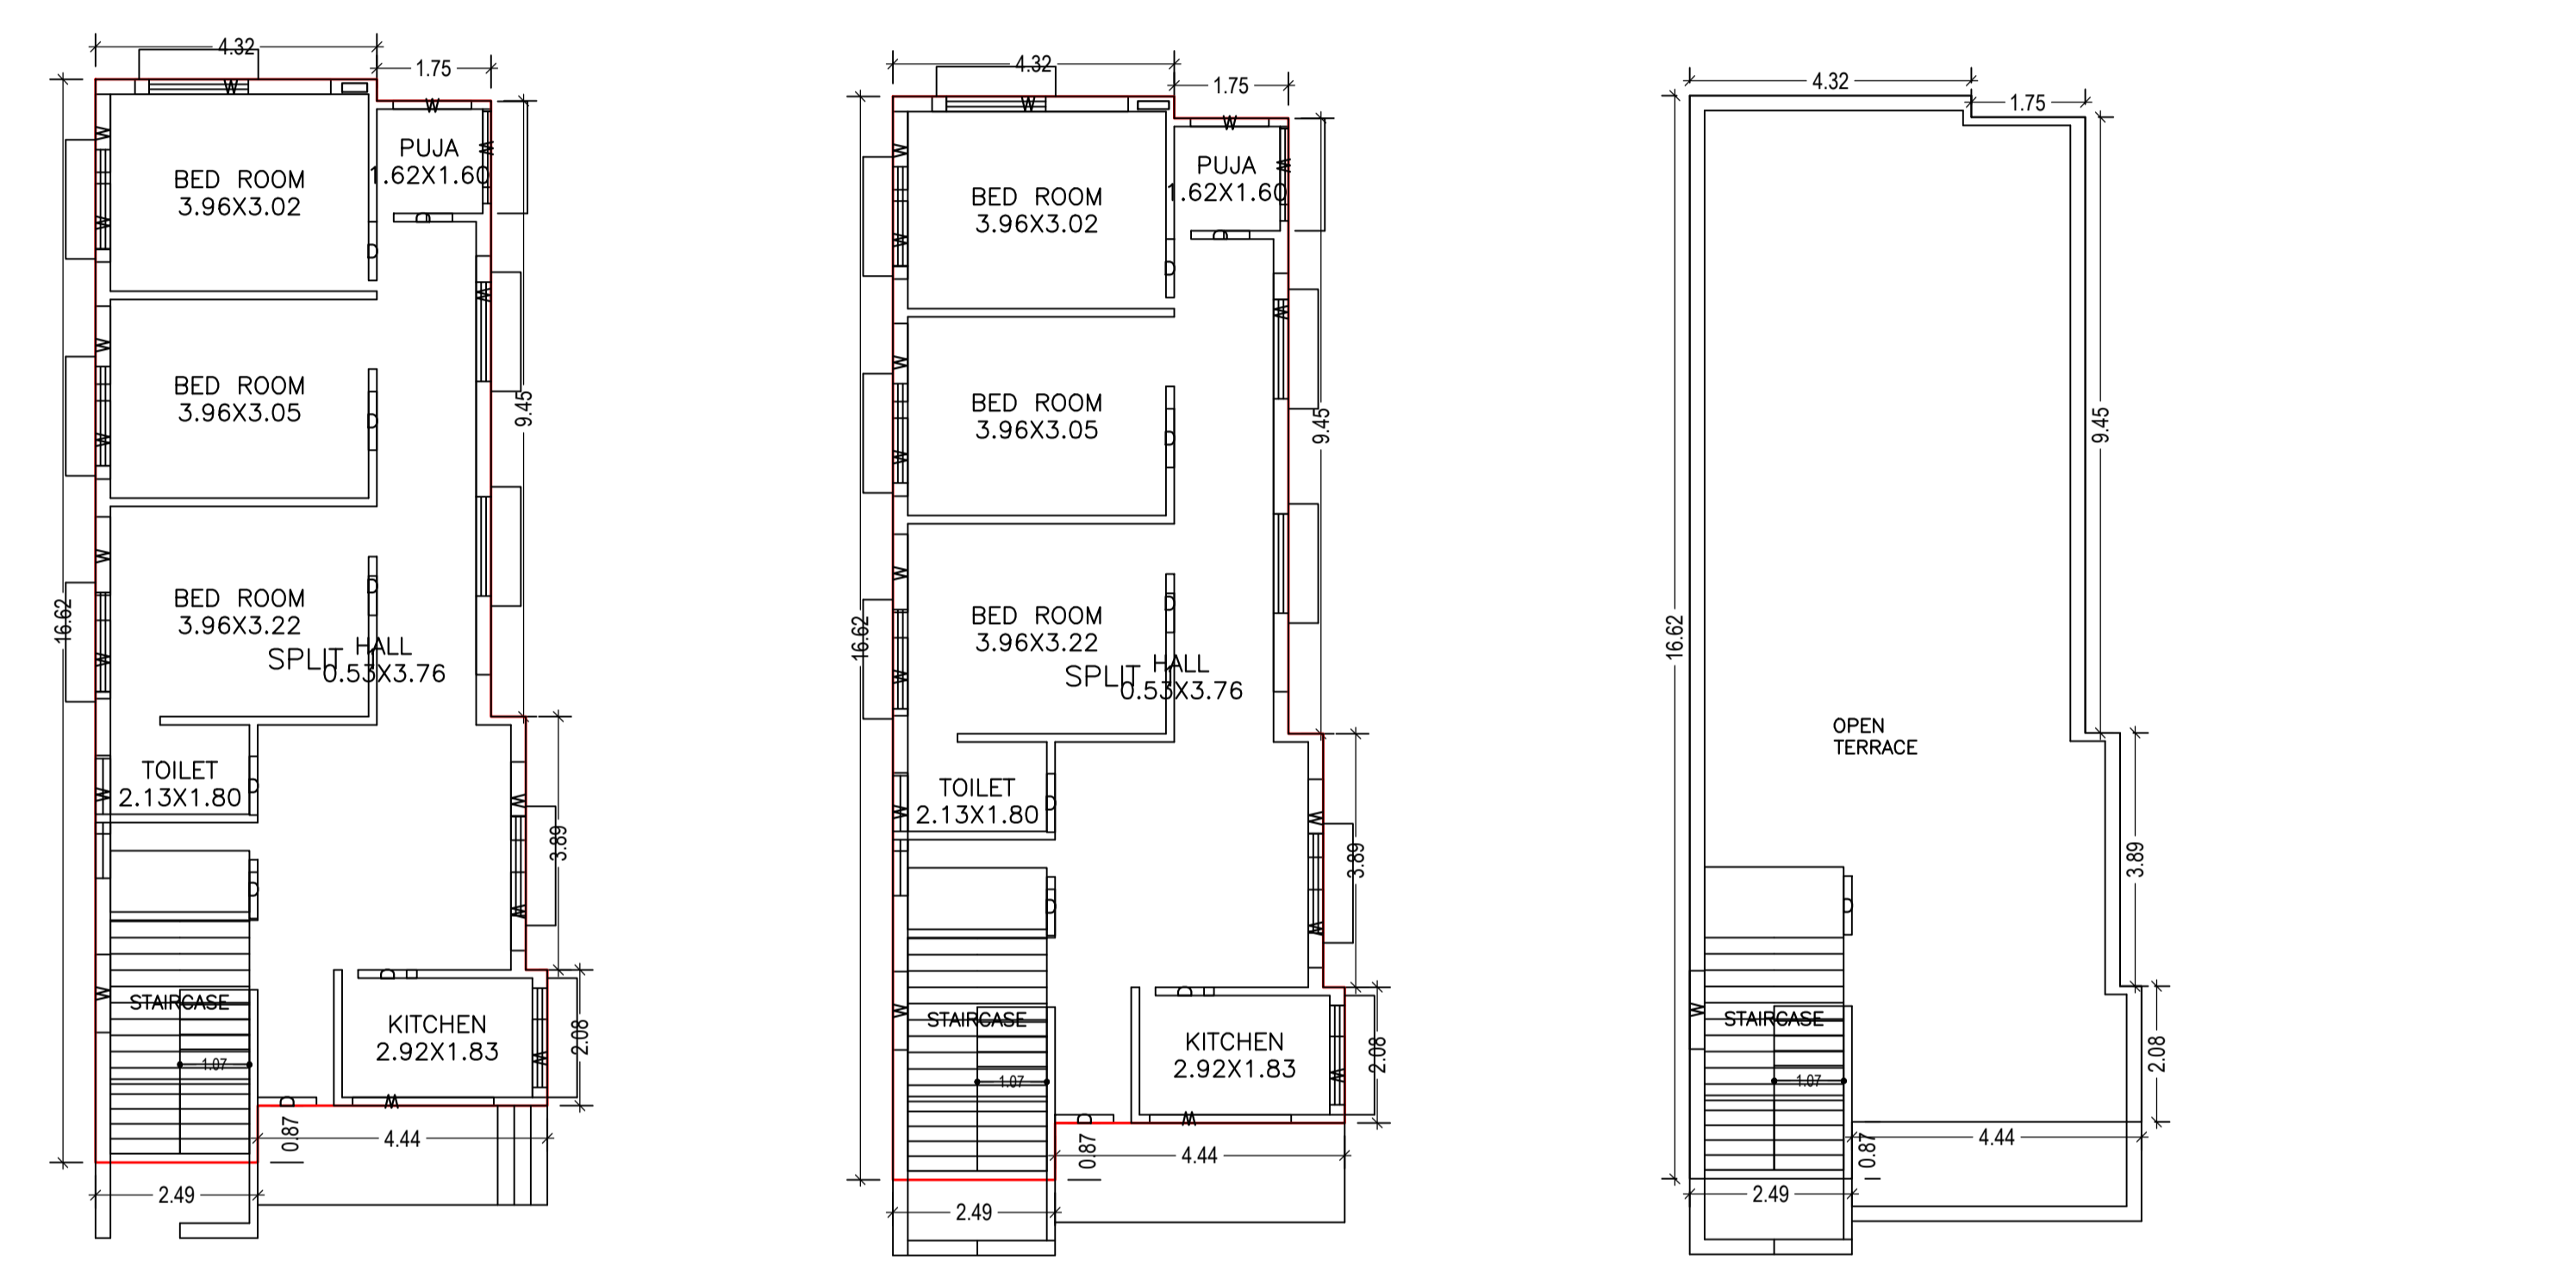 4.32
1.75
W
W
PUJA
1.62X1.60
W
W
BED ROOM
3.96X3.02
W
D
D
W
W
BED ROOM
3.96X3.05
D
9.45
W
W
D
BED ROOM
3.96X3.22
16.62
SPLIT HALL
0.53X3.76
W
TOILET
2.13X1.80
D
W
W
3.89
D
W
W
STAIRCASE
D
KITCHEN
2.92X1.83
2.08
W
1.07
D
W
0.87
4.44
2.49
4.32
1.75
W
W
PUJA
1.62X1.60
W
W
BED ROOM
3.96X3.02
W
D
D
W
W
BED ROOM
3.96X3.05
D
9.45
W
W
D
BED ROOM
3.96X3.22
16.62
SPLIT HALL
0.53X3.76
W
TOILET
2.13X1.80
D
W
W
3.89
D
W
W
STAIRCASE
D
KITCHEN
2.92X1.83
2.08
W
1.07
D
W
0.87
4.44
2.49
4.32
1.75
9.45
16.62
OPEN
TERRACE
3.89
D
W
STAIRCASE
2.08
1.07
0.87
4.44
2.49